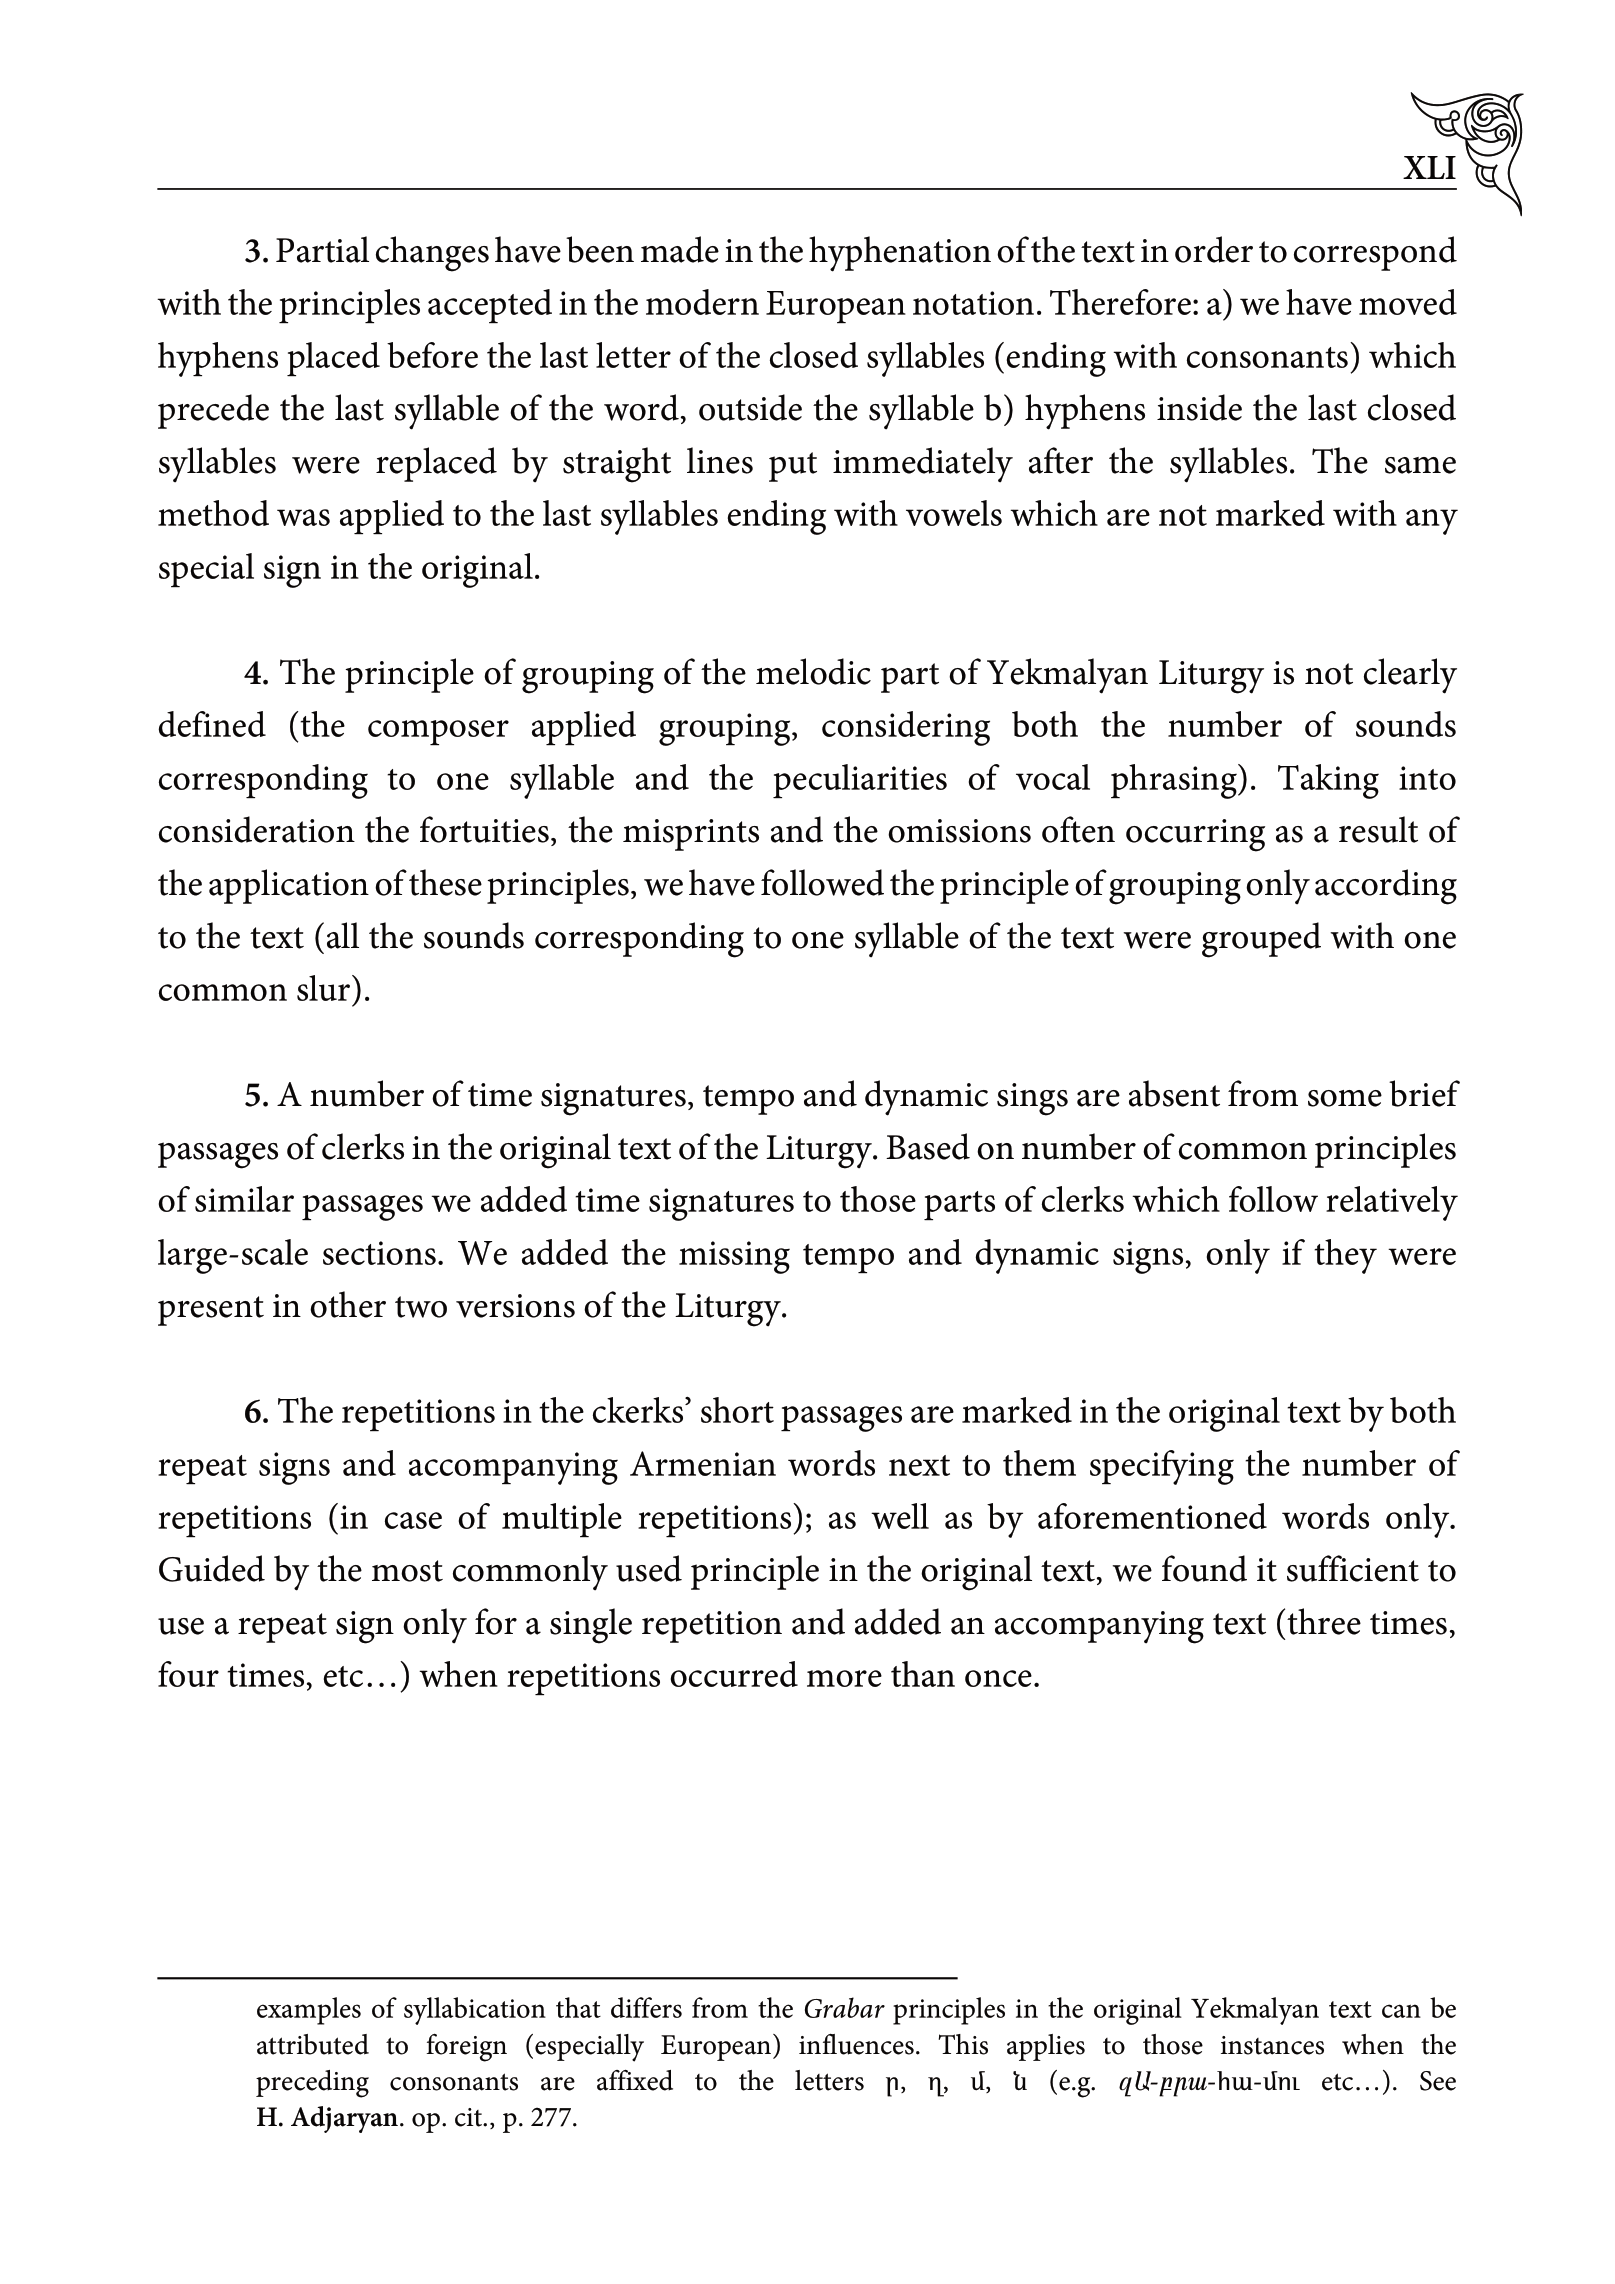 XLI
3. Partial changes have been made in the hyphenation of the text in order to correspond
with the principles accepted in the modern European notation. Therefore: a) we have moved
hyphens placed before the last letter of the closed syllables (ending with consonants) which
precede the last syllable of the word, outside the syllable b) hyphens inside the last closed
syllables were replaced by straight lines put immediately after the syllables. The same
method was applied to the last syllables ending with vowels which are not marked with any
special sign in the original.
4. The principle of grouping of the melodic part of Yekmalyan Liturgy is not clearly
defined (the composer applied grouping, considering both the number of sounds
corresponding to one syllable and the peculiarities of vocal phrasing). Taking into
consideration the fortuities, the misprints and the omissions often occurring as a result of
the application of these principles, we have followed the principle of grouping only according
to the text (all the sounds corresponding to one syllable of the text were grouped with one
common slur).
5. A number of time signatures, tempo and dynamic sings are absent from some brief
passages of clerks in the original text of the Liturgy. Based on number of common principles
of similar passages we added time signatures to those parts of clerks which follow relatively
large-scale sections. We added the missing tempo and dynamic signs, only if they were
present in other two versions of the Liturgy.
6. The repetitions in the ckerks’ short passages are marked in the original text by both
repeat signs and accompanying Armenian words next to them specifying the number of
repetitions (in case of multiple repetitions); as well as by aforementioned words only.
Guided by the most commonly used principle in the original text, we found it sufficient to
use a repeat sign only for a single repetition and added an accompanying text (three times,
four times, etc…) when repetitions occurred more than once.
examples of syllabication that differs from the Grabar principles in the original Yekmalyan text can be
attributed to foreign (especially European) influences. This applies to those instances when the
preceding consonants are affixed to the letters ր, ղ, մ, ն (e.g. զԱ-բրա-հա-մու etc…). See
H. Adjaryan. op. cit., p. 277.